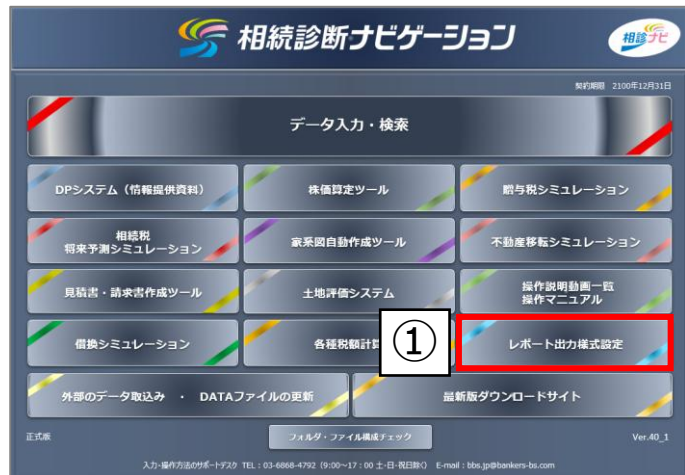 相続診断ナビゲーション
相診ナビ
契約期限 2100年12月31日
データ入力・検索
DPシステム（情報提供資料）
株価算定ツール
贈与税シミュレーション
相続税
将来予測シミュレーション
家系図自動作成ツール
不動産移転シミュレーション
見積書・請求書作成ツール
土地評価システム
操作説明動画一覧
操作マニュアル
借換シミュレーション
各種税額計
①
レポート出力様式設定
外部のデータ取込み ・ DATAファイルの更新
最新版ダウンロードサイト
正式版
フォルダ・ファイル構成チェック
Ver.40_1
入力・操作方法のサポートデスク TEL：03-6868-4792（9:00～17：00 土・日・祝日除く） E-mail：bbs.jp@bankers-bs.com